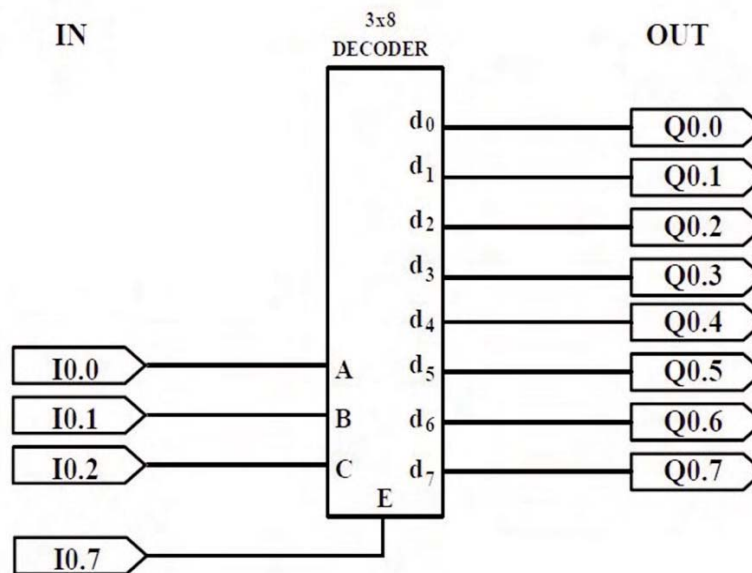 IN
3x8
DECODER
OUT
d0
Q0.0
d1
Q0.1
d2
Q0.2
d3
Q0.3
d4
Q0.4
I0.0
A
d5
Q0.5
I0.1
B
d6
Q0.6
I0.2
C
d7
Q0.7
E
I0.7